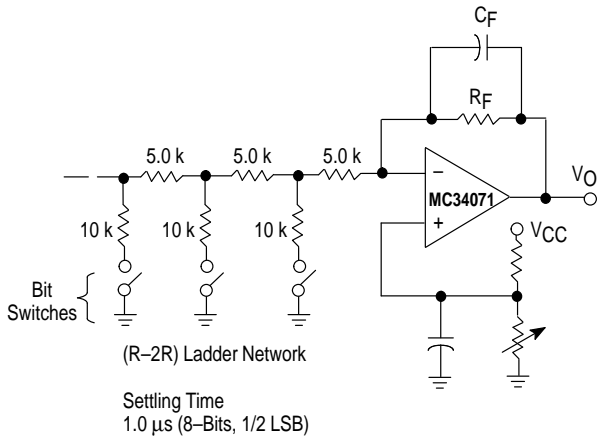 CF
RF
5.0 k
5.0 k
5.0 k
−
MC34071
+
VO
VCC
10 k
10 k
10 k
Bit
Switches
(R–2R) Ladder Network
Settling Time
1.0 µs (8–Bits, 1/2 LSB)